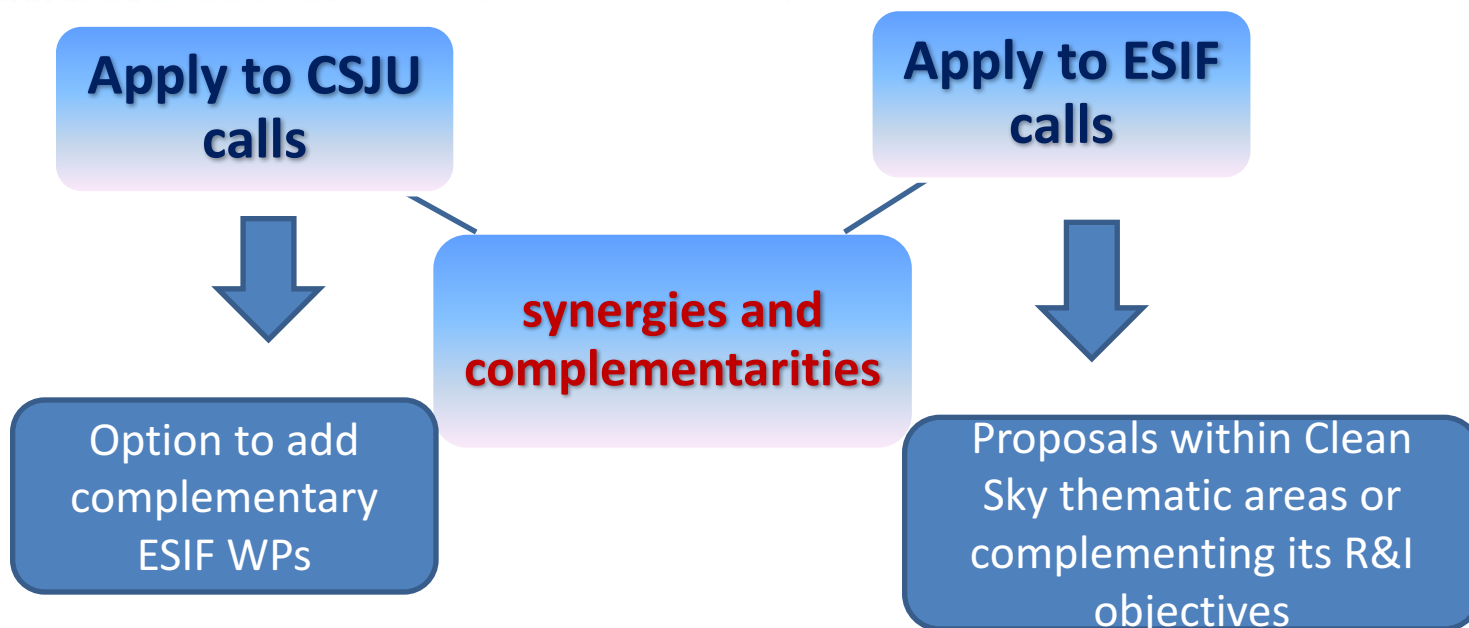 Apply to CSJU
calls
Apply to ESIF
calls
synergies and
complementarities
Option to add
complementary
ESIF WPs
Proposals within Clean
Sky thematic areas or
complementing its R&I
objectives